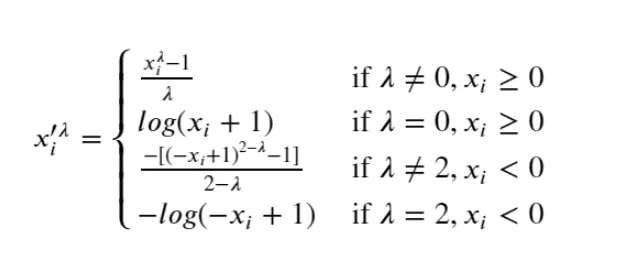 x_i^λ−1 / λ if λ ≠ 0, x_i ≥ 0
x_i′^λ = { log(x_i + 1) if λ = 0, x_i ≥ 0
−[(−x_i+1)^{2−λ}−1] / 2−λ if λ ≠ 2, x_i < 0
−log(−x_i + 1) if λ = 2, x_i < 0